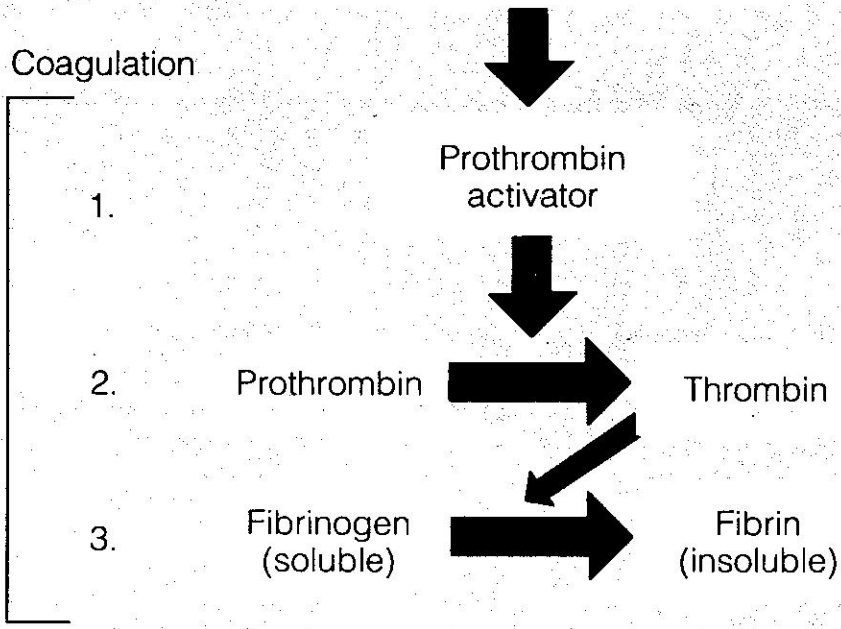 Coagulation
Prothrombin
activator
1.
2. Prothrombin Thrombin
3. Fibrinogen Fibrin
(soluble) (insoluble)